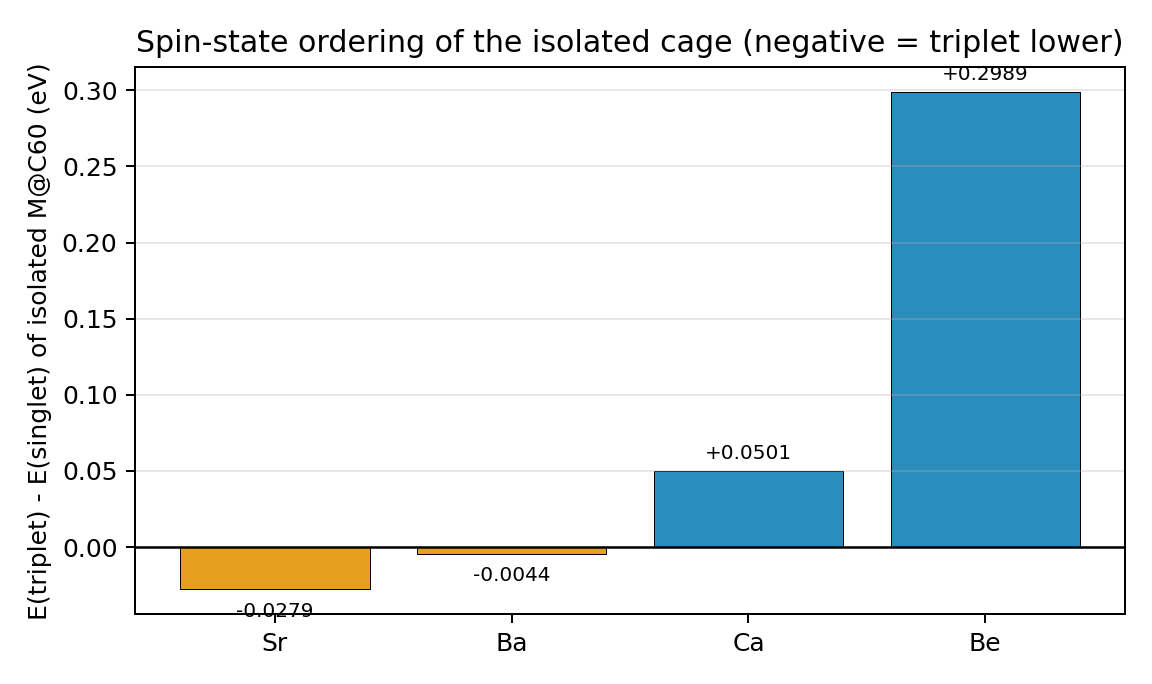 Spin-state ordering of the isolated cage (negative = triplet lower)
E(triplet) - E(singlet) of isolated M@C60 (eV)
0.30
0.25
0.20
0.15
0.10
0.05
0.00
-0.0279
-0.0044
+0.0501
+0.2989
Sr
Ba
Ca
Be